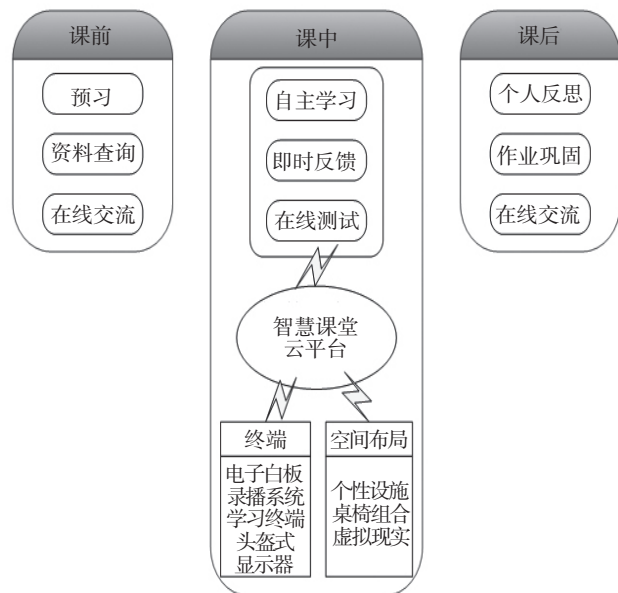 课前
预习
资料查询
在线交流
课中
自主学习
即时反馈
在线测试
智慧课堂
云平台
终端
电子白板
录播系统
学习终端
头盔式
显示器
空间布局
个性设施
桌椅组合
虚拟现实
课后
个人反思
作业巩固
在线交流